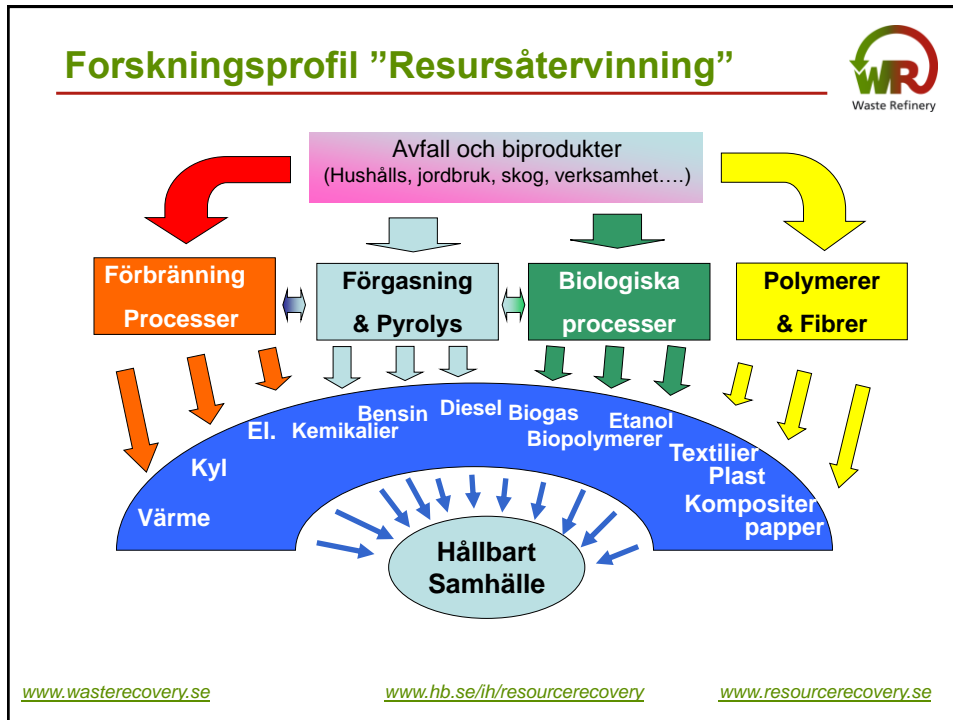 Forskningsprofil ”Resursåtervinning”
WR
Waste Refinery
Avfall och biprodukter
(Hushålls, jordbruk, skog, verksamhet….)
Förbränning
Processer
Förgasning
& Pyrolys
Biologiska
processer
Polymerer
& Fibrer
Värme
Kyl
El.
Kemikalier
Bensin
Diesel
Biogas
Biopolymerer
Etanol
Textilier
Plast
Kompositer
papper
Hållbart
Samhälle
www.wasterecovery.se
www.hb.se/ih/resourcerecovery
www.resourcerecovery.se